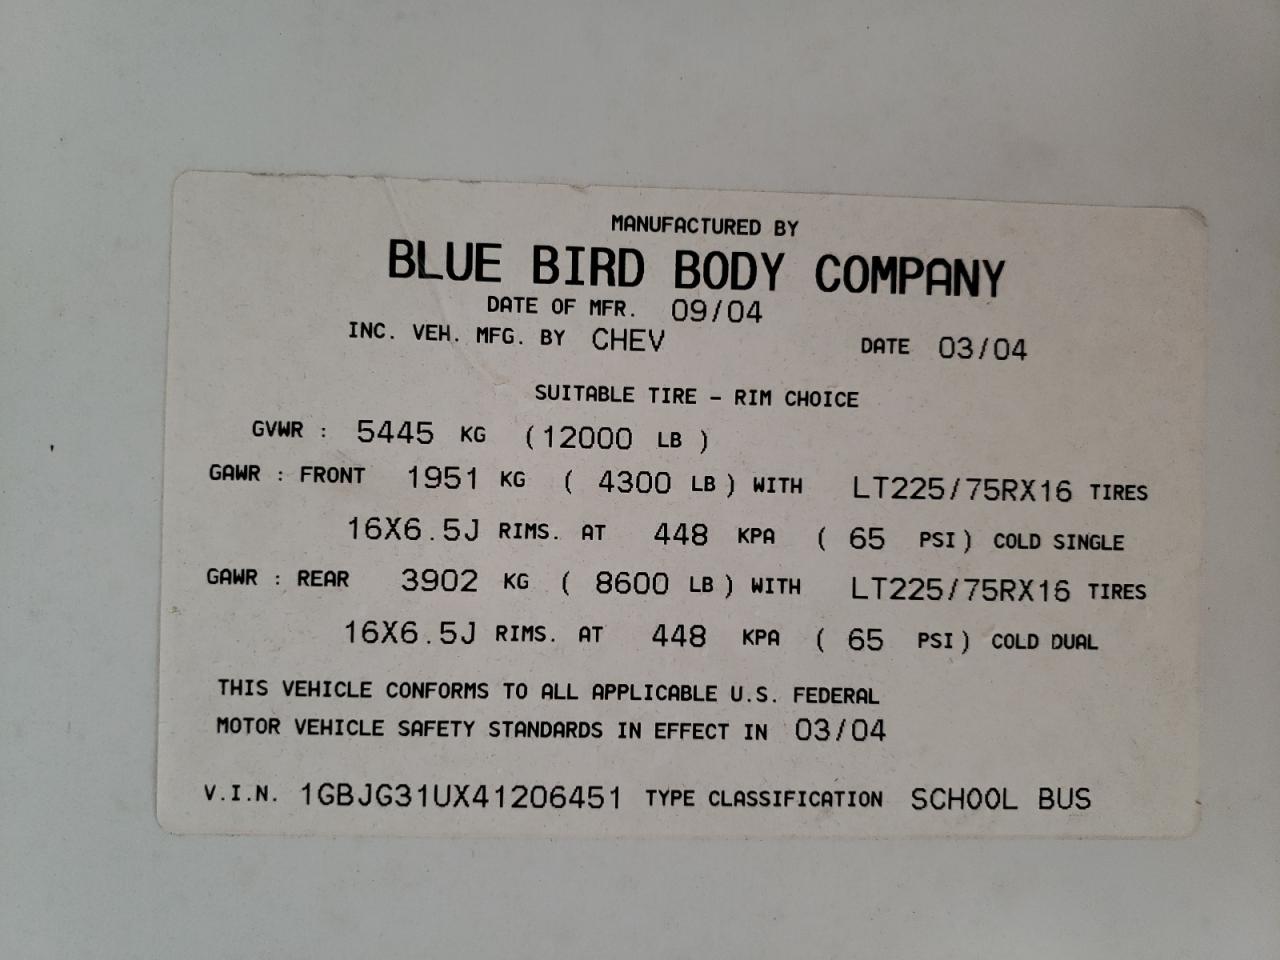 MANUFACTURED BY
BLUE BIRD BODY COMPANY
DATE OF MFR. 09/04
INC. VEH. MFG. BY CHEV DATE 03/04
SUITABLE TIRE - RIM CHOICE
GVWR : 5445 KG (12000 LB )
GAWR : FRONT 1951 KG ( 4300 LB ) WITH LT225/75RX16 TIRES
16X6.5J RIMS. AT 448 KPA ( 65 PSI ) COLD SINGLE
GAWR : REAR 3902 KG ( 8600 LB ) WITH LT225/75RX16 TIRES
16X6.5J RIMS. AT 448 KPA ( 65 PSI ) COLD DUAL
THIS VEHICLE CONFORMS TO ALL APPLICABLE U.S. FEDERAL
MOTOR VEHICLE SAFETY STANDARDS IN EFFECT IN 03/04
V.I.N. 1GBJG31UX41206451 TYPE CLASSIFICATION SCHOOL BUS